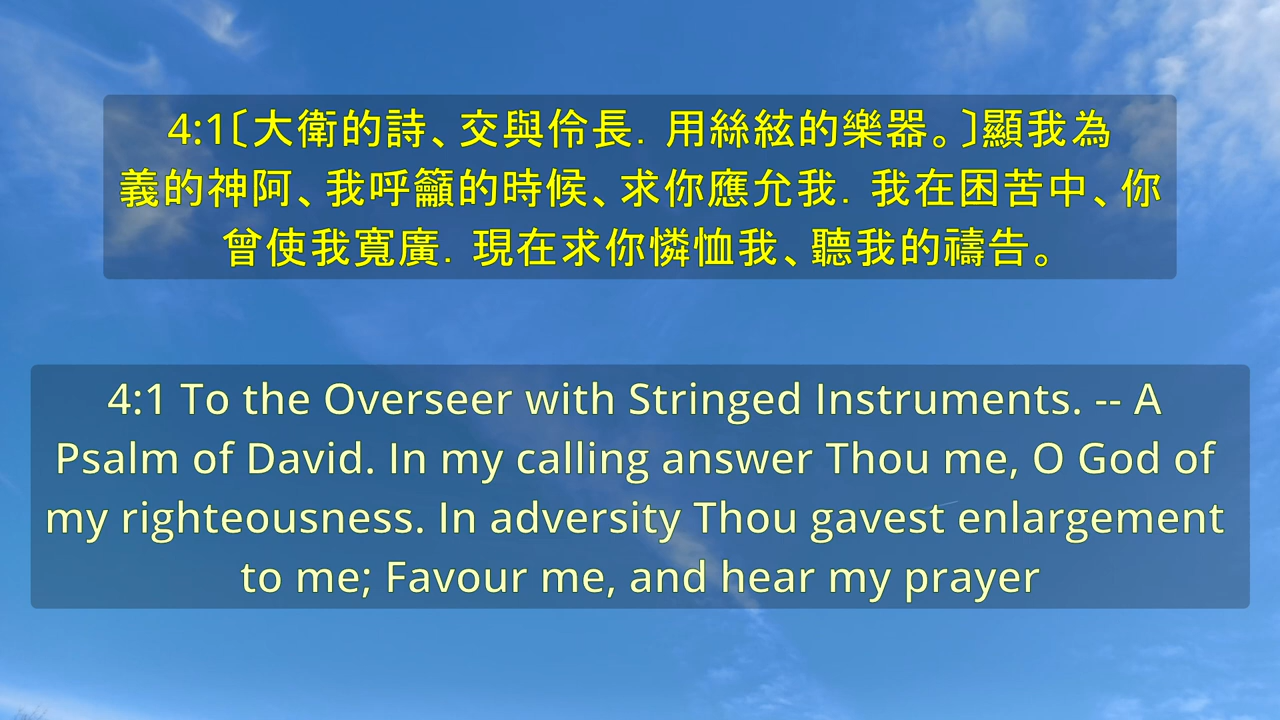 4:1〔大衛的詩、交與伶長．用絲絃的樂器。〕顯我為
義的神阿、我呼籲的時候、求你應允我．我在困苦中、你
曾使我寬廣．現在求你憐恤我、聽我的禱告。
4:1 To the Overseer with Stringed Instruments. -- A
Psalm of David. In my calling answer Thou me, O God of
my righteousness. In adversity Thou gavest enlargement
to me; Favour me, and hear my prayer